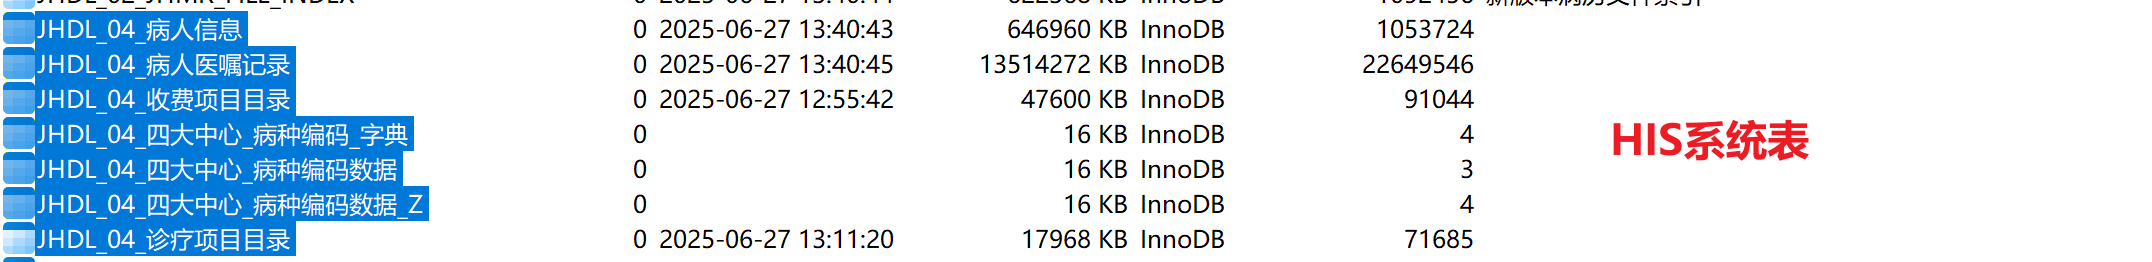 JHDL_04_病人信息 0 2025-06-27 13:40:43 646960 KB InnoDB 1053724
JHDL_04_病人医嘱记录 0 2025-06-27 13:40:45 13514272 KB InnoDB 22649546
JHDL_04_收费项目目录 0 2025-06-27 12:55:42 47600 KB InnoDB 91044
JHDL_04_四大中心_病种编码_字典 0 16 KB InnoDB 4
HIS系统表
JHDL_04_四大中心_病种编码数据 0 16 KB InnoDB 3
JHDL_04_四大中心_病种编码数据_Z 0 16 KB InnoDB 4
JHDL_04_诊疗项目目录 0 2025-06-27 13:11:20 17968 KB InnoDB 71685